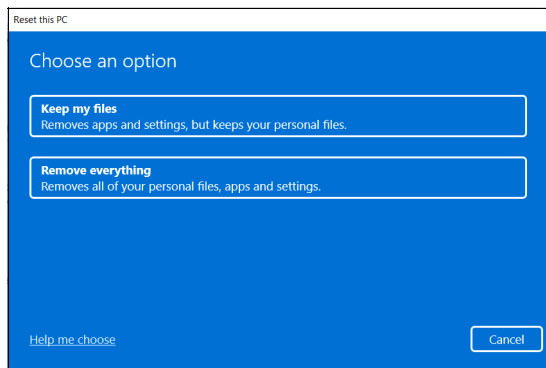 Reset this PC
Choose an option
Keep my files
Removes apps and settings, but keeps your personal files.
Remove everything
Removes all of your personal files, apps and settings.
Help me choose
Cancel